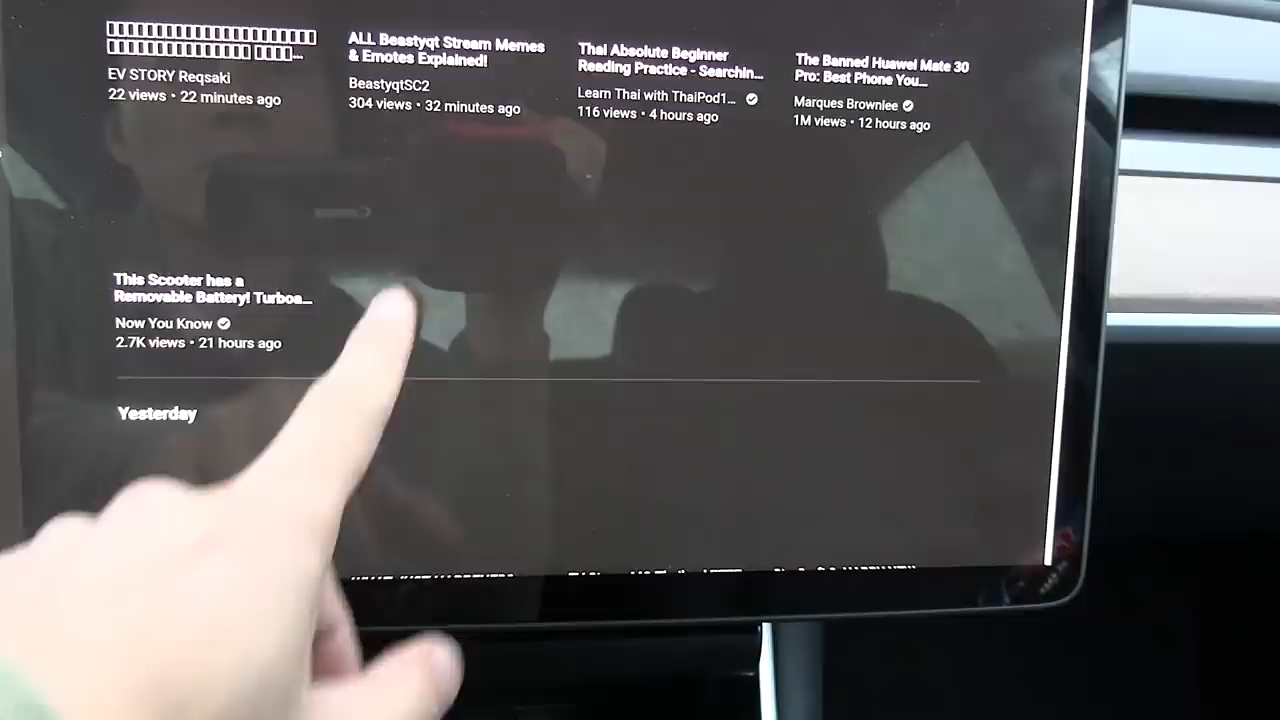 EV STORY Reqsaki
22 views • 22 minutes ago
ALL Beastyqt Stream Memes
& Emotes Explained!
BeastyqtSC2
304 views • 32 minutes ago
Thai Absolute Beginner
Reading Practice - Searchin...
Learn Thai with ThaiPod1...
116 views • 4 hours ago
The Banned Huawei Mate 30
Pro: Best Phone You...
Marques Brownlee
1M views • 12 hours ago
This Scooter has a
Removable Battery! Turboa...
Now You Know
2.7K views • 21 hours ago
Yesterday